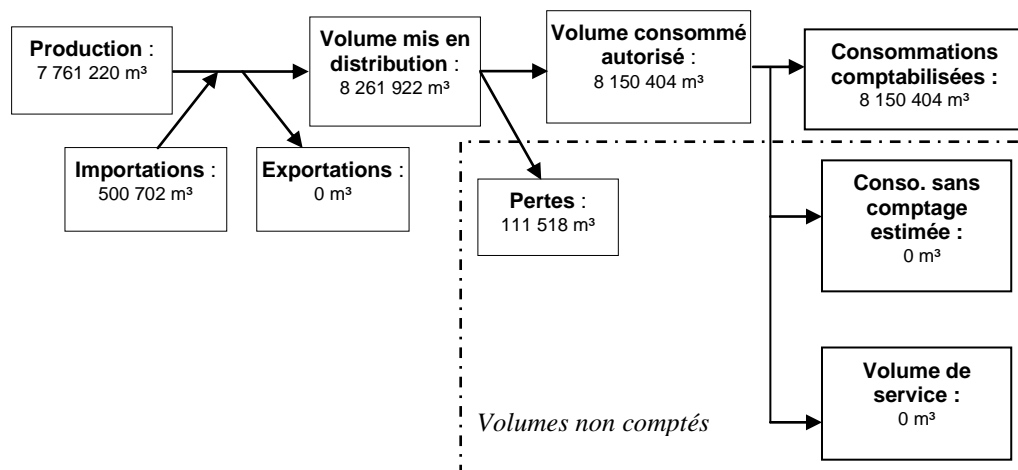 Production :
7 761 220 m³
Volume mis en
distribution :
8 261 922 m³
Volume consommé
autorisé :
8 150 404 m³
Consommations
comptabilisées :
8 150 404 m³
Importations :
500 702 m³
Exportations :
0 m³
Pertes :
111 518 m³
Conso. sans
comptage
estimée :
0 m³
Volume de
service :
0 m³
Volumes non comptés